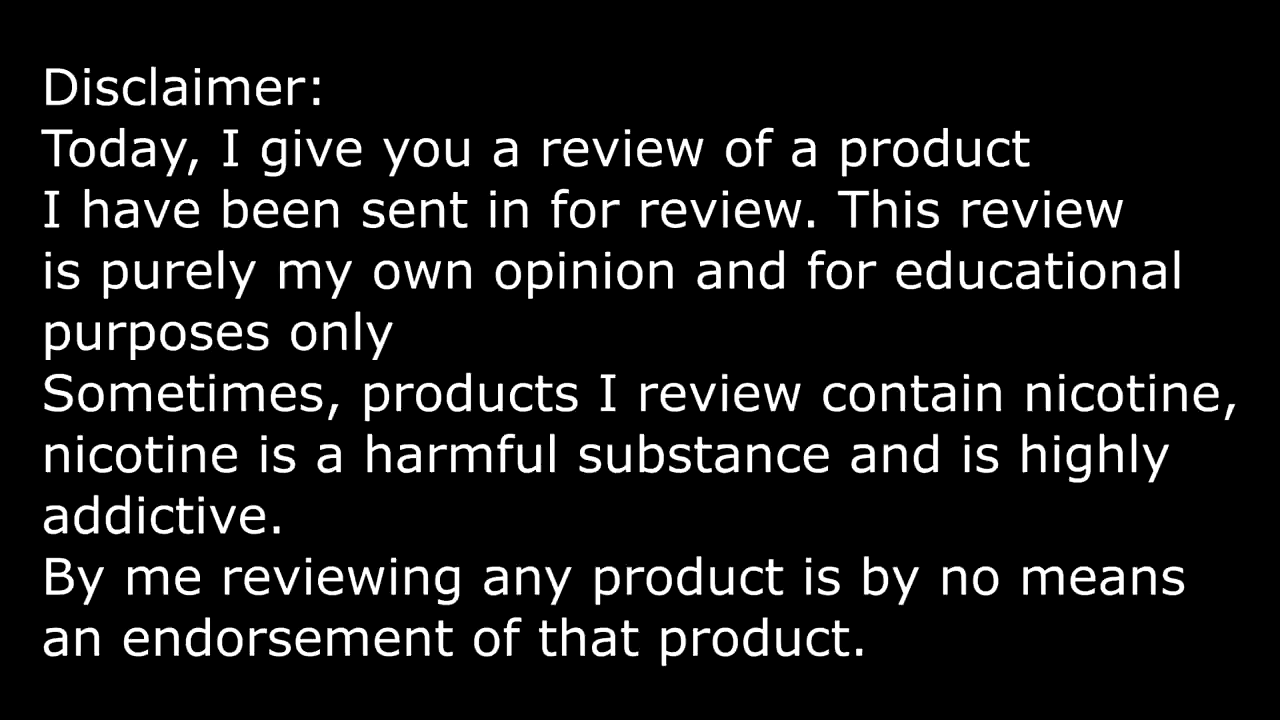 Disclaimer:
Today, I give you a review of a product
I have been sent in for review. This review
is purely my own opinion and for educational
purposes only
Sometimes, products I review contain nicotine,
nicotine is a harmful substance and is highly
addictive.
By me reviewing any product is by no means
an endorsement of that product.